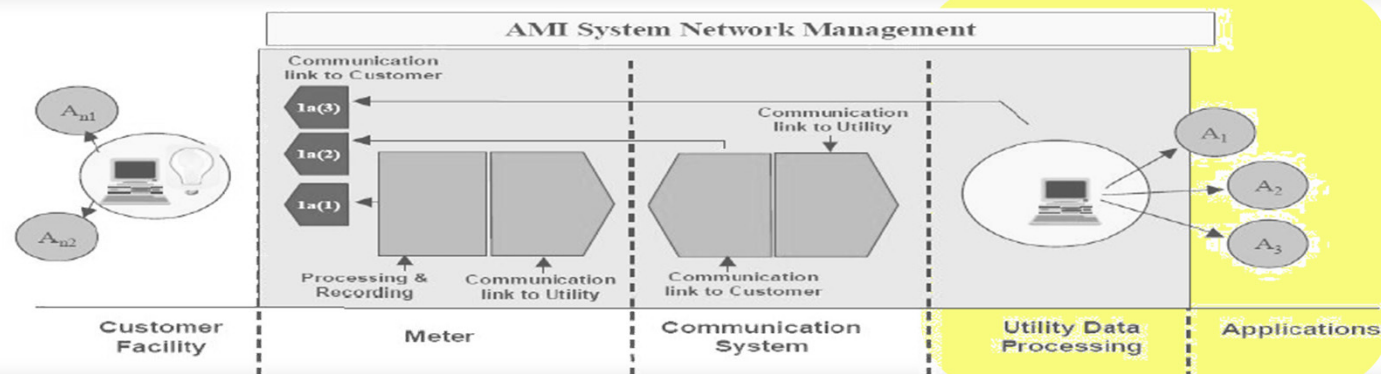 AMI System Network Management
Communication
link to Customer
1a(3)
1a(2)
1a(1)
Communication
link to Utility
Processing &
Recording
Communication
link to Utility
Communication
link to Customer
An1
An2
A1
A2
A3
Customer
Facility
Meter
Communication
System
Utility Data
Processing
Applications